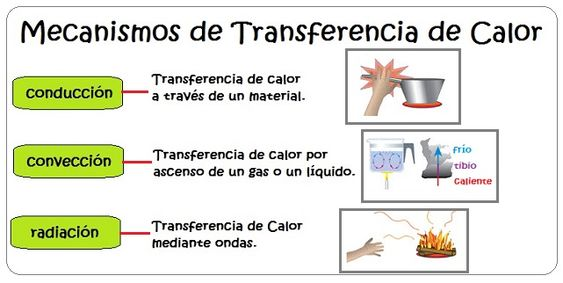 Mecanismos de Transferencia de Calor
conducción
Transferencia de calor
a través de un material.
convección
Transferencia de calor por
ascenso de un gas o un líquido.
frío
tibio
caliente
radiación
Transferencia de Calor
mediante ondas.